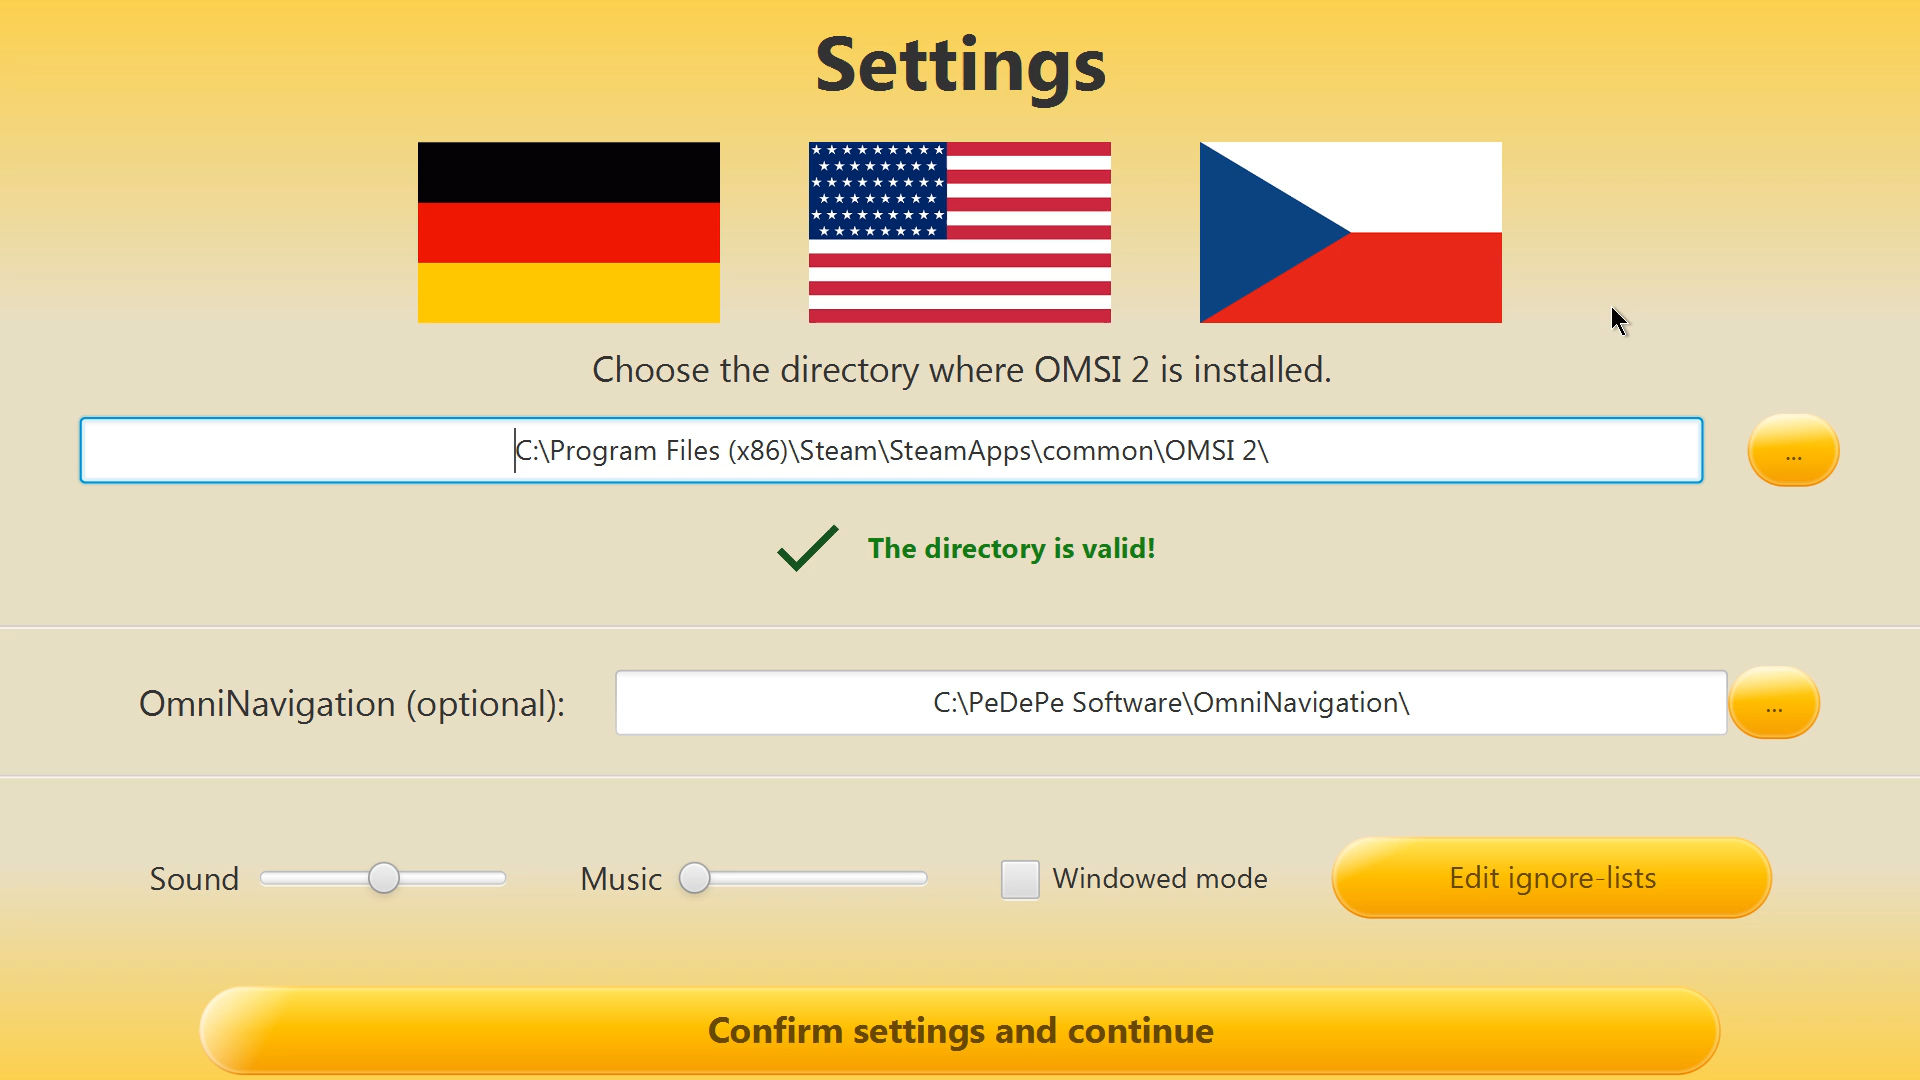 Settings
Choose the directory where OMSI 2 is installed.
C:\Program Files (x86)\Steam\SteamApps\common\OMSI 2\
...
The directory is valid!
OmniNavigation (optional):
C:\PeDePe Software\OmniNavigation\
...
Sound
Music
Windowed mode
Edit ignore-lists
Confirm settings and continue